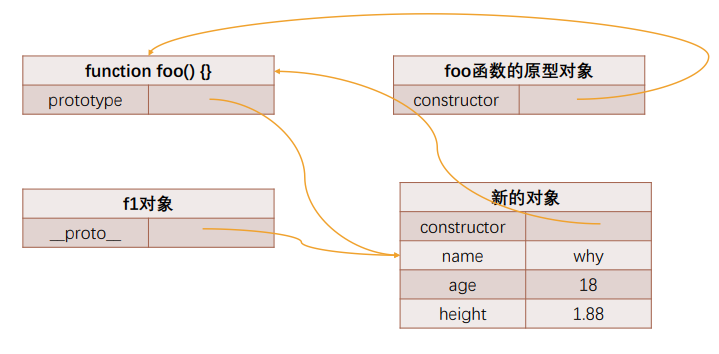 function foo() {}
prototype
foo函数的原型对象
constructor
f1对象
__proto__
新的对象
constructor
name why
age 18
height 1.88